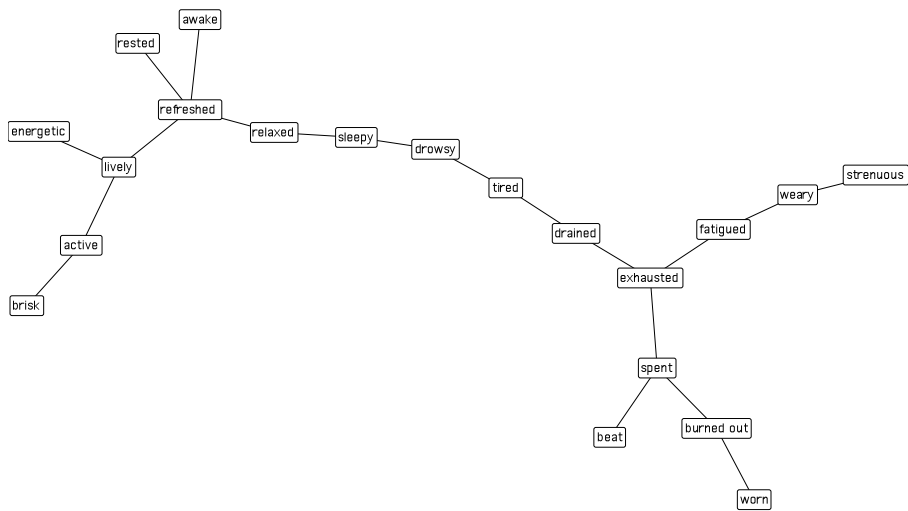 awake
rested
refreshed
energetic
relaxed
sleepy
drowsy
lively
strenuous
tired
weary
fatigued
drained
active
exhausted
brisk
spent
beat
burned out
worn